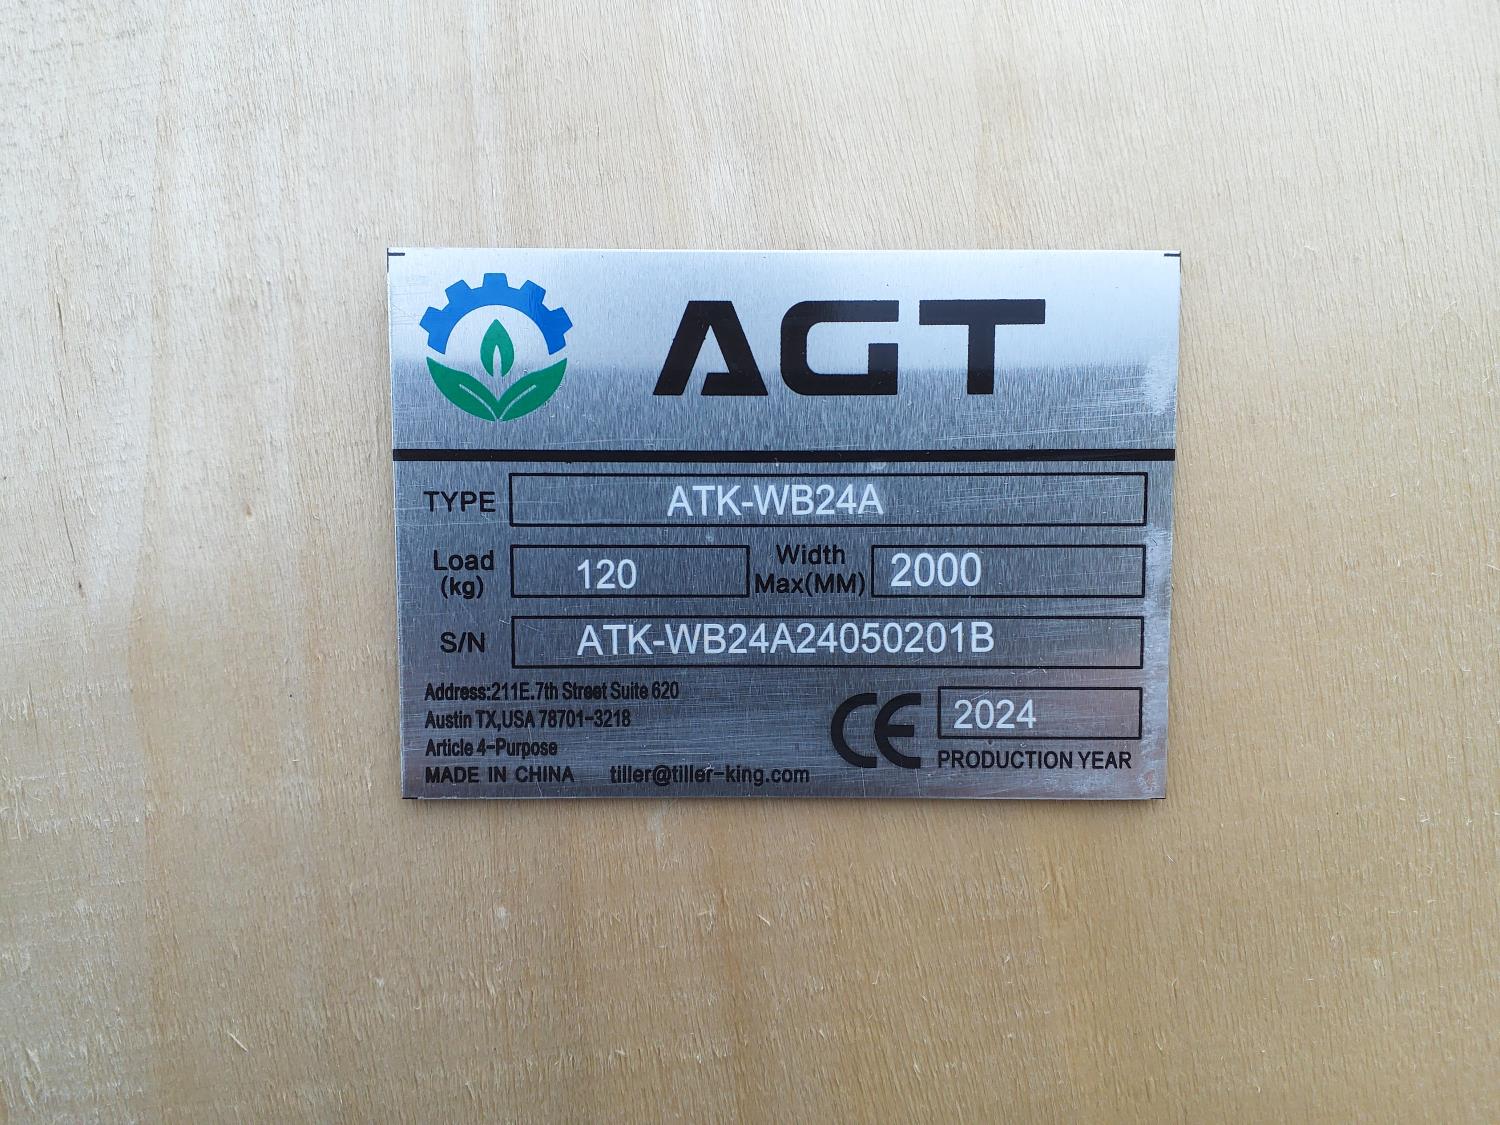 AGT
TYPE ATK-WB24A
Load (kg) 120 Width Max(MM) 2000
S/N ATK-WB24A24050201B
Address:211E.7th Street Suite 620
Austin TX,USA 78701-3218
Article 4-Purpose
MADE IN CHINA tiller@tiller-king.com
CE 2024
PRODUCTION YEAR